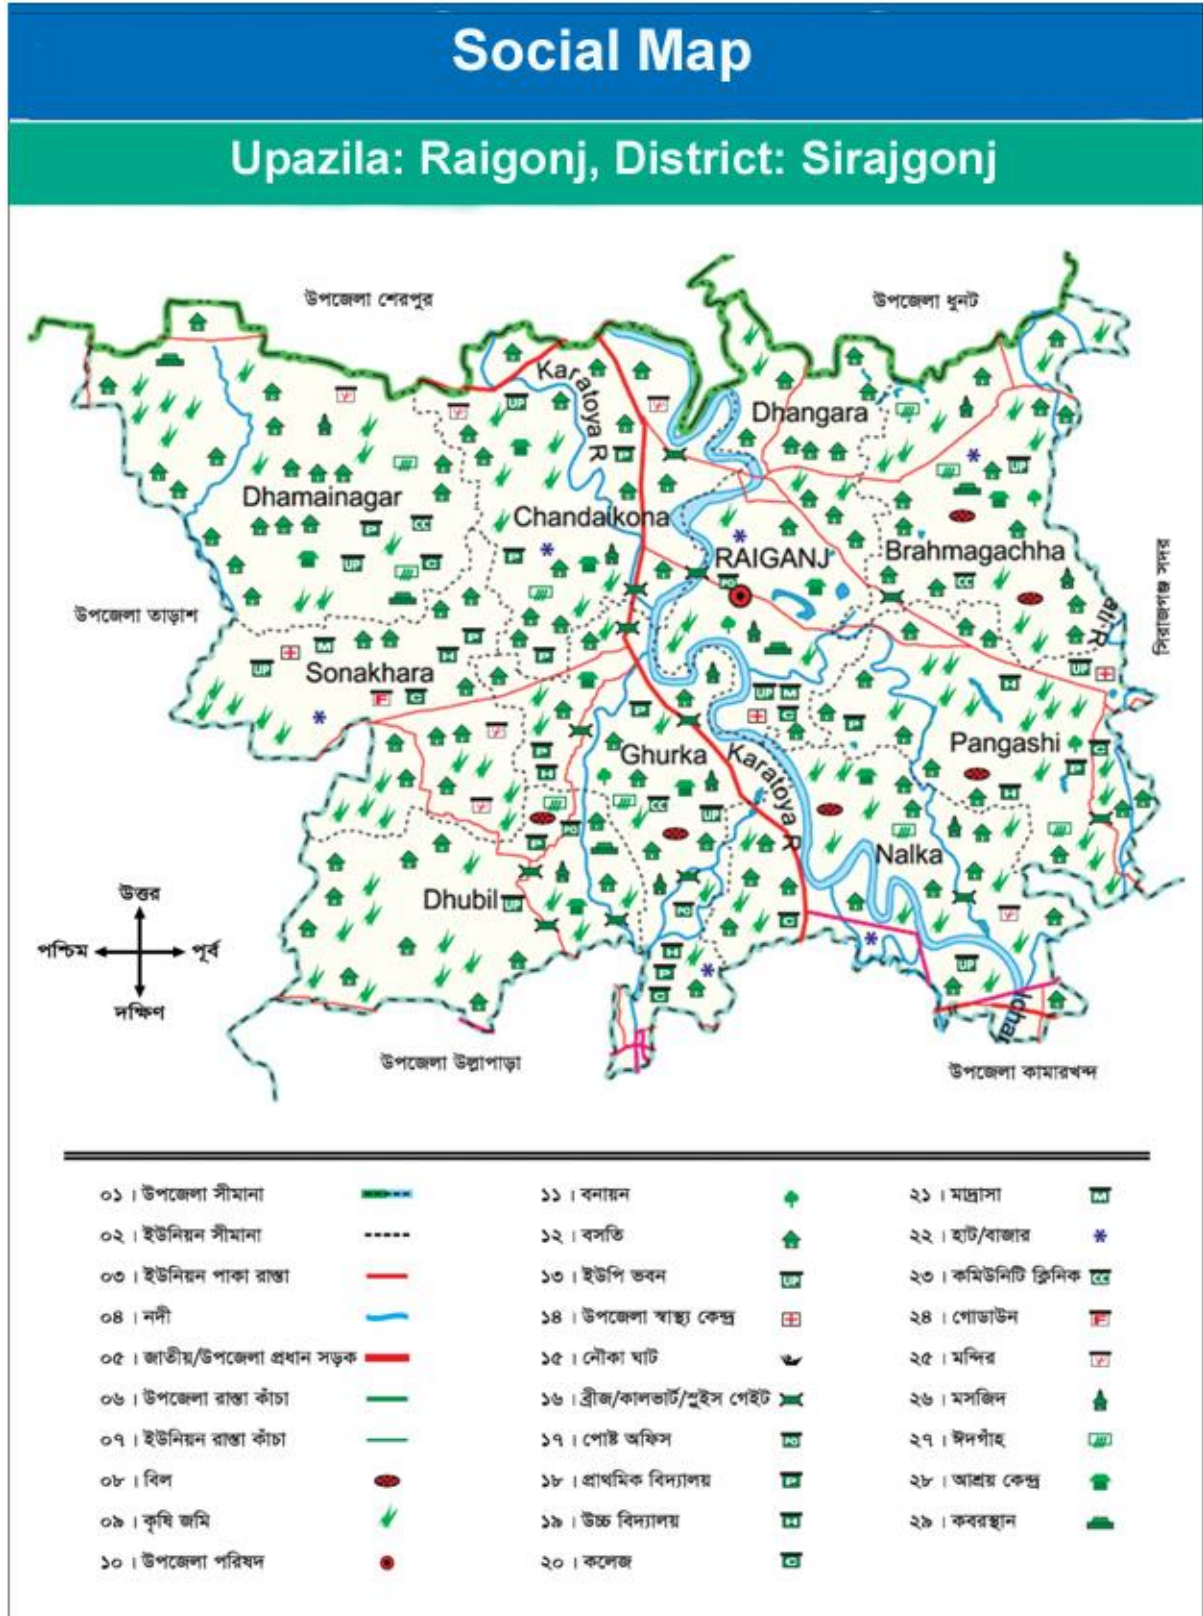 Social Map
Upazila: Raigonj, District: Sirajgonj
উপজেলা শেরপুর
উপজেলা ধুনট
Karatoya R
Dhangara
Dhamainagar
Chandaikona
RAIGANJ
Brahmagachha
উপজেলা তাড়াশ
সিরাজগঞ্জ সদর
Sonakhara
Ghurka
Karatoya R
Pangashi
Nalka
Dhubil
উত্তর
পশ্চিম
পূর্ব
দক্ষিণ
উপজেলা উল্লাপাড়া
উপজেলা কামারখন্দ
০১ । উপজেলা সীমানা
০২ । ইউনিয়ন সীমানা
০৩ । ইউনিয়ন পাকা রাস্তা
০৪ । নদী
০৫ । জাতীয়/উপজেলা প্রধান সড়ক
০৬ । উপজেলা রাস্তা কাঁচা
০৭ । ইউনিয়ন রাস্তা কাঁচা
০৮ । বিল
০৯ । কৃষি জমি
১০ । উপজেলা পরিষদ
১১ । বনায়ন
১২ । বসতি
১৩ । ইউপি ভবন UP
১৪ । উপজেলা স্বাস্থ্য কেন্দ্র
১৫ । নৌকা ঘাট
১৬ । ব্রীজ/কালভার্ট/স্লুইস গেইট
১৭ । পোষ্ট অফিস PO
১৮ । প্রাথমিক বিদ্যালয় P
১৯ । উচ্চ বিদ্যালয় H
২০ । কলেজ C
২১ । মাদ্রাসা M
২২ । হাট/বাজার
২৩ । কমিউনিটি ক্লিনিক CC
২৪ । গোডাউন F
২৫ । মন্দির
২৬ । মসজিদ
২৭ । ঈদগাঁহ
২৮ । আশ্রয় কেন্দ্র
২৯ । কবরস্থান